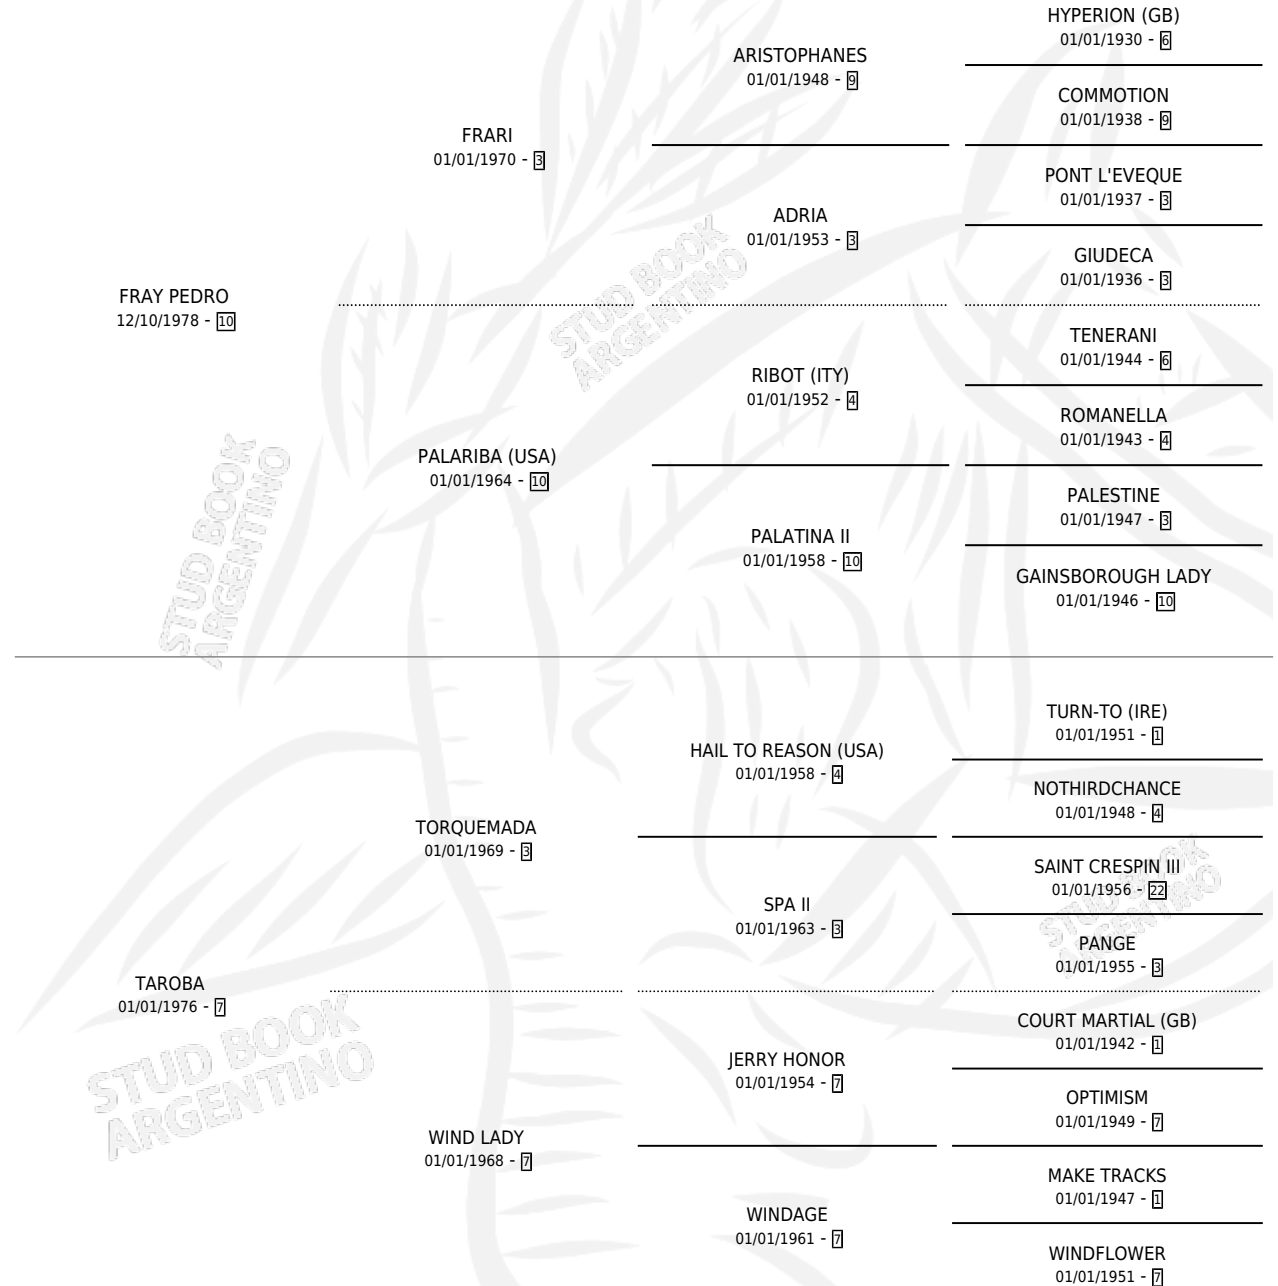 HYPERION (GB)
01/01/1930 - 6
ARISTOPHANES
01/01/1948 - 9
COMMOTION
01/01/1938 - 9
FRARI
01/01/1970 - 3
PONT L'EVEQUE
01/01/1937 - 3
ADRIA
01/01/1953 - 3
GIUDECA
01/01/1936 - 3
FRAY PEDRO
12/10/1978 - 10
TENERANI
01/01/1944 - 6
RIBOT (ITY)
01/01/1952 - 4
ROMANELLA
01/01/1943 - 4
PALARIBA (USA)
01/01/1964 - 10
PALESTINE
01/01/1947 - 3
PALATINA II
01/01/1958 - 10
GAINSBOROUGH LADY
01/01/1946 - 10
TURN-TO (IRE)
01/01/1951 - 1
HAIL TO REASON (USA)
01/01/1958 - 4
NOTHIRDCHANCE
01/01/1948 - 4
TORQUEMADA
01/01/1969 - 3
SAINT CRESPIN III
01/01/1956 - 22
SPA II
01/01/1963 - 3
PANGE
01/01/1955 - 3
TAROBA
01/01/1976 - 7
COURT MARTIAL (GB)
01/01/1942 - 1
JERRY HONOR
01/01/1954 - 7
OPTIMISM
01/01/1949 - 7
WIND LADY
01/01/1968 - 7
MAKE TRACKS
01/01/1947 - 1
WINDAGE
01/01/1961 - 7
WINDFLOWER
01/01/1951 - 7
STUD BOOK
ARGENTINO
STUD BOOK
ARGENTINO
STUD BOOK
ARGENTINO
STUD BOOK
ARGENTINO